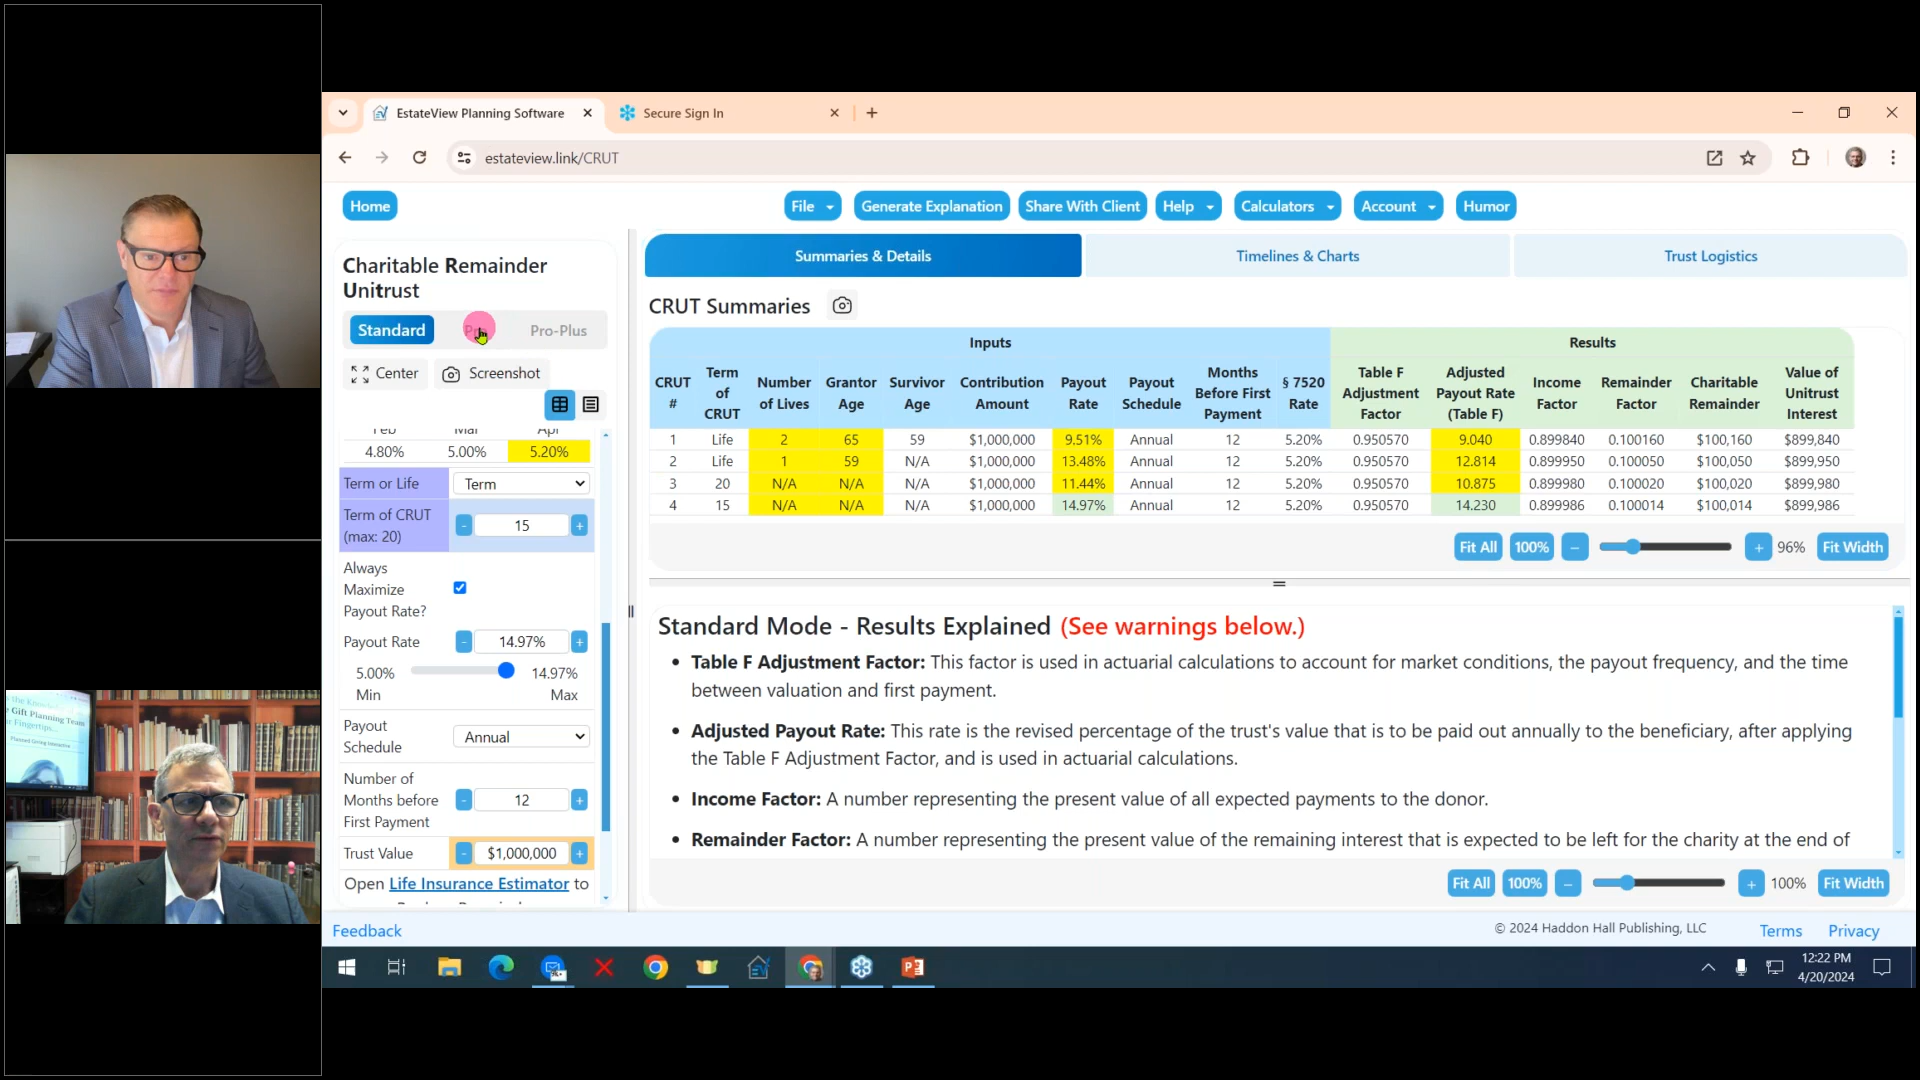 EstateView Planning Software
Secure Sign In
estateview.link/CRUT
Home
File
Generate Explanation
Share With Client
Help
Calculators
Account
Humor
Charitable Remainder
Unitrust
Standard
Pro-Plus
Center
Screenshot
Feb Mar Apr
4.80% 5.00% 5.20%
Term or Life
Term
Term of CRUT
(max: 20)
- 15 +
Always
Maximize
Payout Rate?
Payout Rate
- 14.97% +
5.00% 14.97%
Min Max
Payout
Schedule
Annual
Number of
Months before
First Payment
- 12 +
Trust Value
- $1,000,000 +
Open Life Insurance Estimator to
Feedback
Summaries & Details
Timelines & Charts
Trust Logistics
CRUT Summaries
Inputs Results
CRUT # Term of CRUT Number of Lives Grantor Age Survivor Age Contribution Amount Payout Rate Payout Schedule Months Before First Payment § 7520 Rate Table F Adjustment Factor Adjusted Payout Rate (Table F) Income Factor Remainder Factor Charitable Remainder Value of Unitrust Interest
1 Life 2 65 59 $1,000,000 9.51% Annual 12 5.20% 0.950570 9.040 0.899840 0.100160 $100,160 $899,840
2 Life 1 59 N/A $1,000,000 13.48% Annual 12 5.20% 0.950570 12.814 0.899950 0.100050 $100,050 $899,950
3 20 N/A N/A N/A $1,000,000 11.44% Annual 12 5.20% 0.950570 10.875 0.899980 0.100020 $100,020 $899,980
4 15 N/A N/A N/A $1,000,000 14.97% Annual 12 5.20% 0.950570 14.230 0.899986 0.100014 $100,014 $899,986
Fit All 100% - + 96% Fit Width
Standard Mode - Results Explained (See warnings below.)
• Table F Adjustment Factor: This factor is used in actuarial calculations to account for market conditions, the payout frequency, and the time
between valuation and first payment.
• Adjusted Payout Rate: This rate is the revised percentage of the trust's value that is to be paid out annually to the beneficiary, after applying
the Table F Adjustment Factor, and is used in actuarial calculations.
• Income Factor: A number representing the present value of all expected payments to the donor.
• Remainder Factor: A number representing the present value of the remaining interest that is expected to be left for the charity at the end of
Fit All 100% - + 100% Fit Width
© 2024 Haddon Hall Publishing, LLC
Terms
Privacy
12:22 PM
4/20/2024
Gift Planning Team